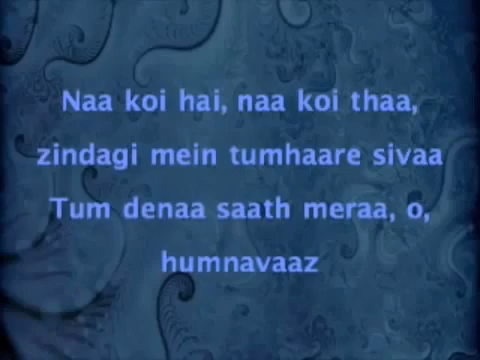 Naa koi hai, naa koi thaa,
zindagi mein tumhaare sivaa
Tum denaa saath meraa, o,
humnavaaz